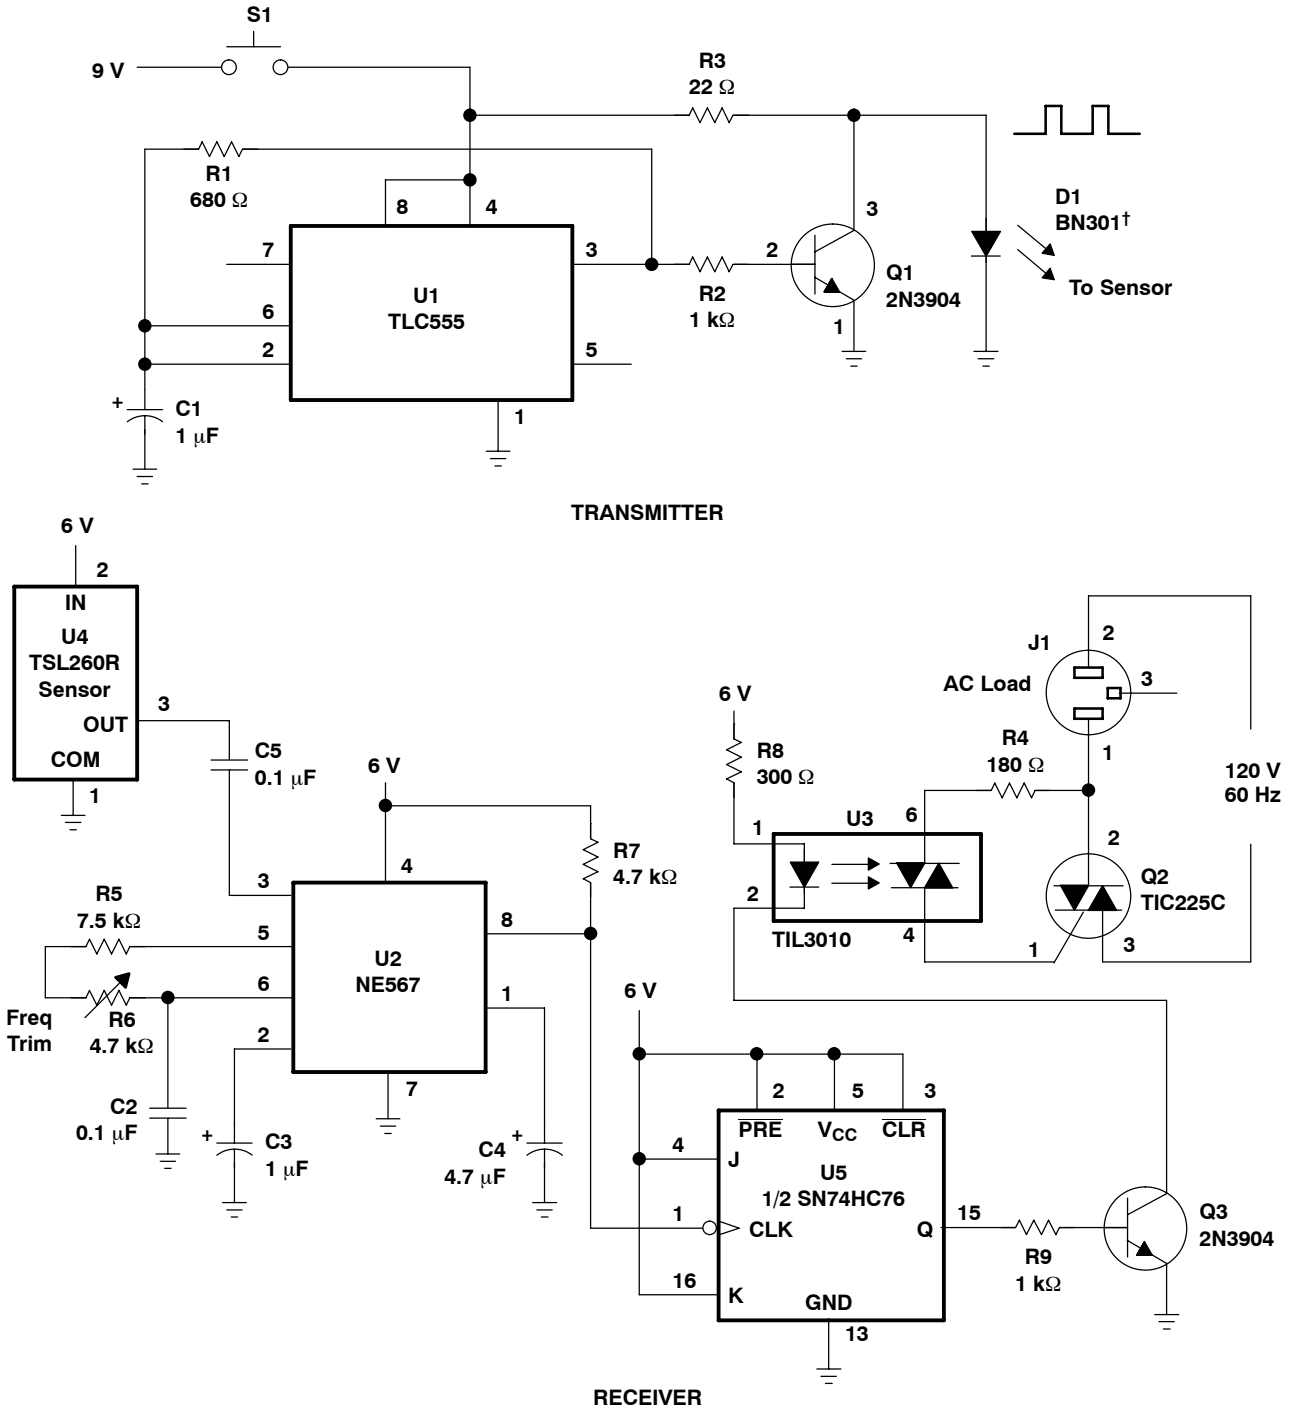 S1
9 V
R3
22 Ω
R1
680 Ω
8
4
D1
BN301†
7
3
2
3
U1
TLC555
R2
1 kΩ
Q1
2N3904
To Sensor
6
2
5
1
+
C1
1 μF
1
TRANSMITTER
6 V
2
IN
U4
TSL260R
Sensor
3
OUT
COM
1
C5
0.1 μF
6 V
4
R7
4.7 kΩ
3
R5
7.5 kΩ
5
8
U2
NE567
6
1
Freq
Trim
R6
4.7 kΩ
2
7
C2
0.1 μF
+
C3
1 μF
C4
4.7 μF
+
J1
2
AC Load
3
6 V
R8
300 Ω
R4
180 Ω
1
120 V
60 Hz
U3
6
1
2
2
Q2
TIC225C
TIL3010
4
1
3
6 V
2
5
3
PRE
VCC
CLR
4
J
U5
1/2 SN74HC76
1
CLK
Q
15
Q3
2N3904
R9
1 kΩ
16
K
GND
13
RECEIVER